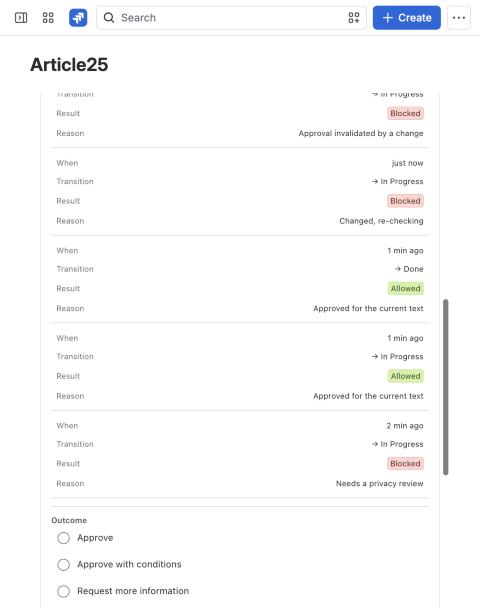 Search
+ Create
Article25
Transition → In Progress
Result Blocked
Reason Approval invalidated by a change
When just now
Transition → In Progress
Result Blocked
Reason Changed, re-checking
When 1 min ago
Transition → Done
Result Allowed
Reason Approved for the current text
When 1 min ago
Transition → In Progress
Result Allowed
Reason Approved for the current text
When 2 min ago
Transition → In Progress
Result Blocked
Reason Needs a privacy review
Outcome
Approve
Approve with conditions
Request more information